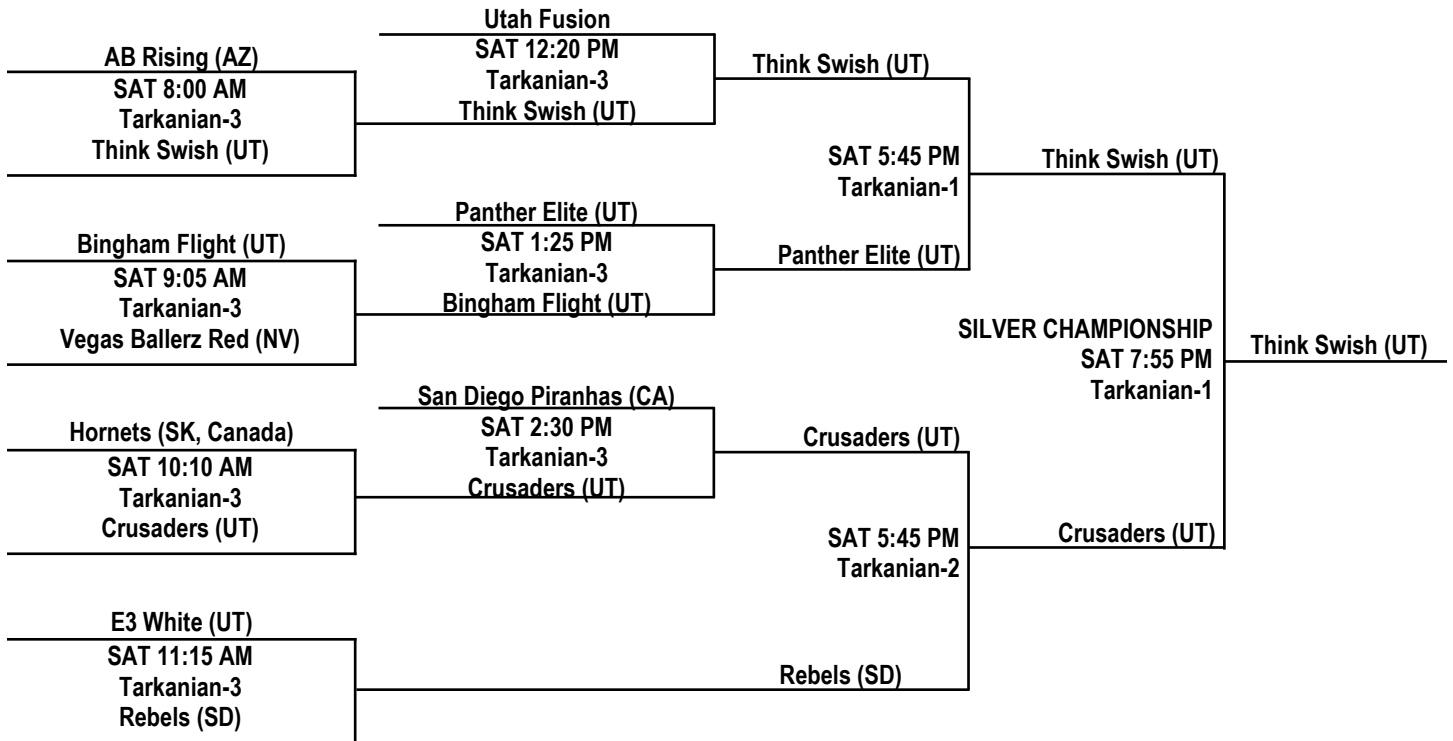 Utah Fusion
AB Rising (AZ)
SAT 12:20 PM
Tarkanian-3
Think Swish (UT)
Think Swish (UT)
SAT 8:00 AM
Tarkanian-3
Think Swish (UT)
SAT 5:45 PM
Tarkanian-1
Think Swish (UT)
Panther Elite (UT)
Bingham Flight (UT)
SAT 1:25 PM
Tarkanian-3
Bingham Flight (UT)
Panther Elite (UT)
SAT 9:05 AM
Tarkanian-3
Vegas Ballerz Red (NV)
SILVER CHAMPIONSHIP
SAT 7:55 PM
Tarkanian-1
Think Swish (UT)
San Diego Piranhas (CA)
Hornets (SK, Canada)
SAT 2:30 PM
Tarkanian-3
Crusaders (UT)
Crusaders (UT)
SAT 10:10 AM
Tarkanian-3
Crusaders (UT)
SAT 5:45 PM
Tarkanian-2
Crusaders (UT)
E3 White (UT)
SAT 11:15 AM
Tarkanian-3
Rebels (SD)
Rebels (SD)